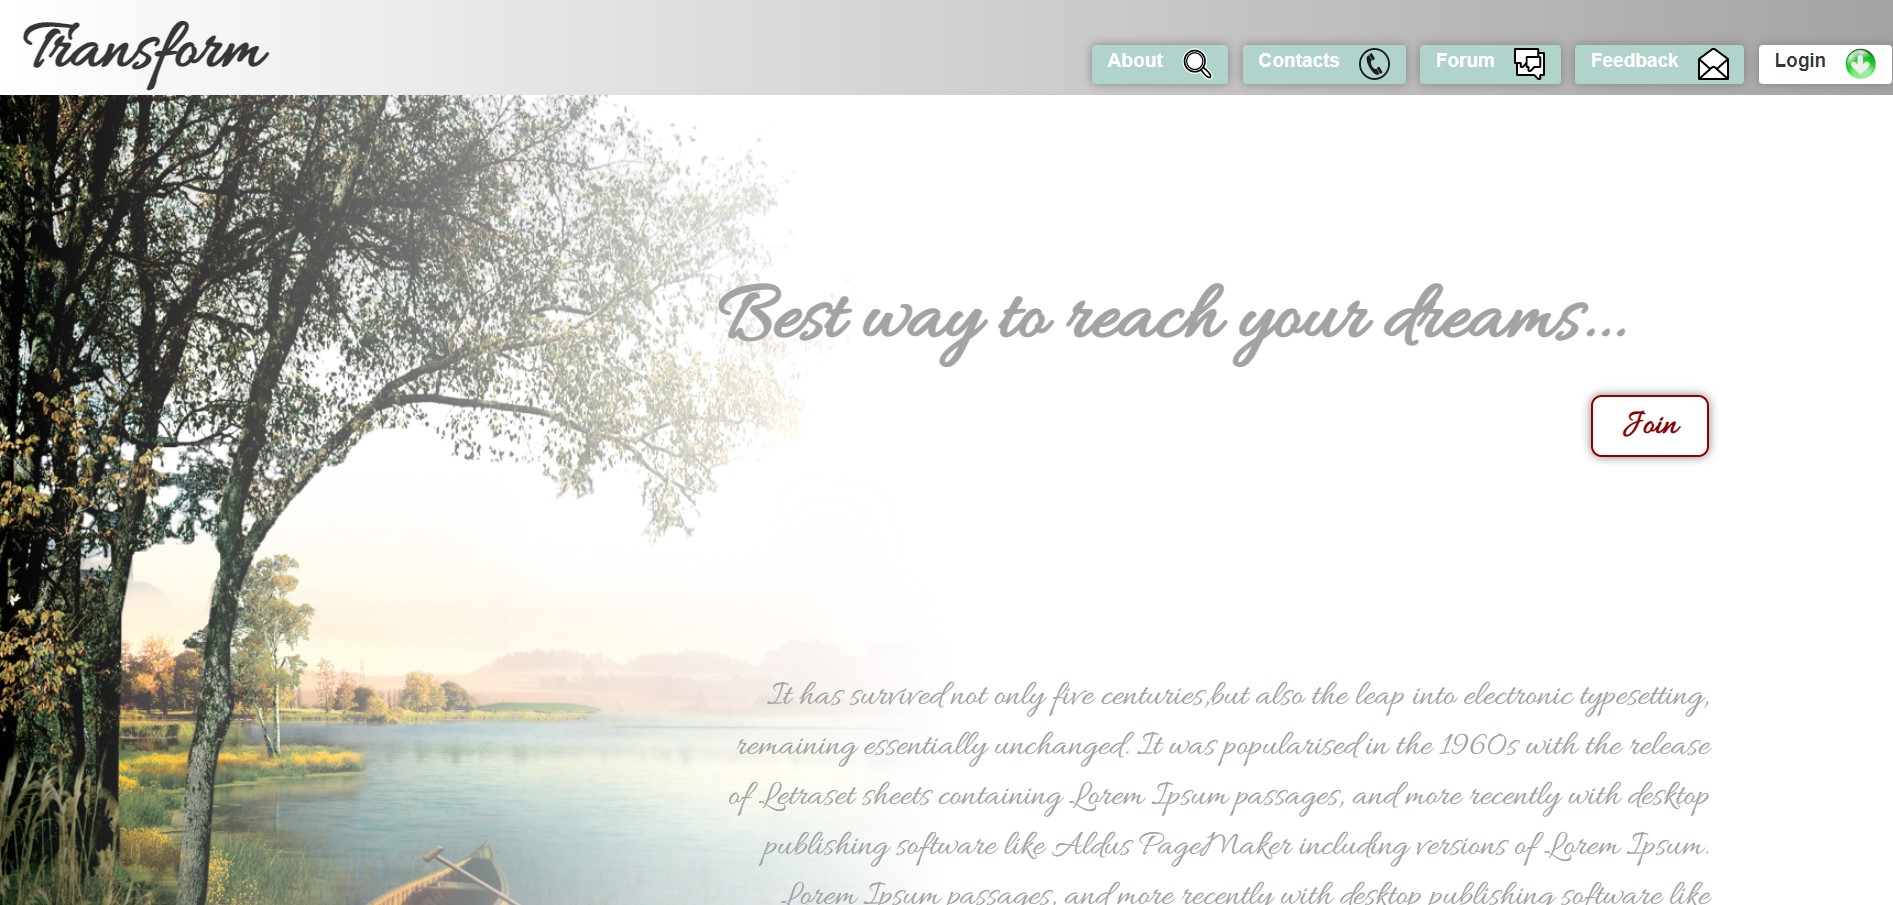 Transform
About
Contacts
Forum
Feedback
Login
Best way to reach your dreams...
Join
It has survived not only five centuries,but also the leap into electronic typesetting,
remaining essentially unchanged. It was popularised in the 1960s with the release
of Letraset sheets containing Lorem Ipsum passages, and more recently with desktop
publishing software like Aldus PageMaker including versions of Lorem Ipsum.
Lorem Ipsum passages, and more recently with desktop publishing software like